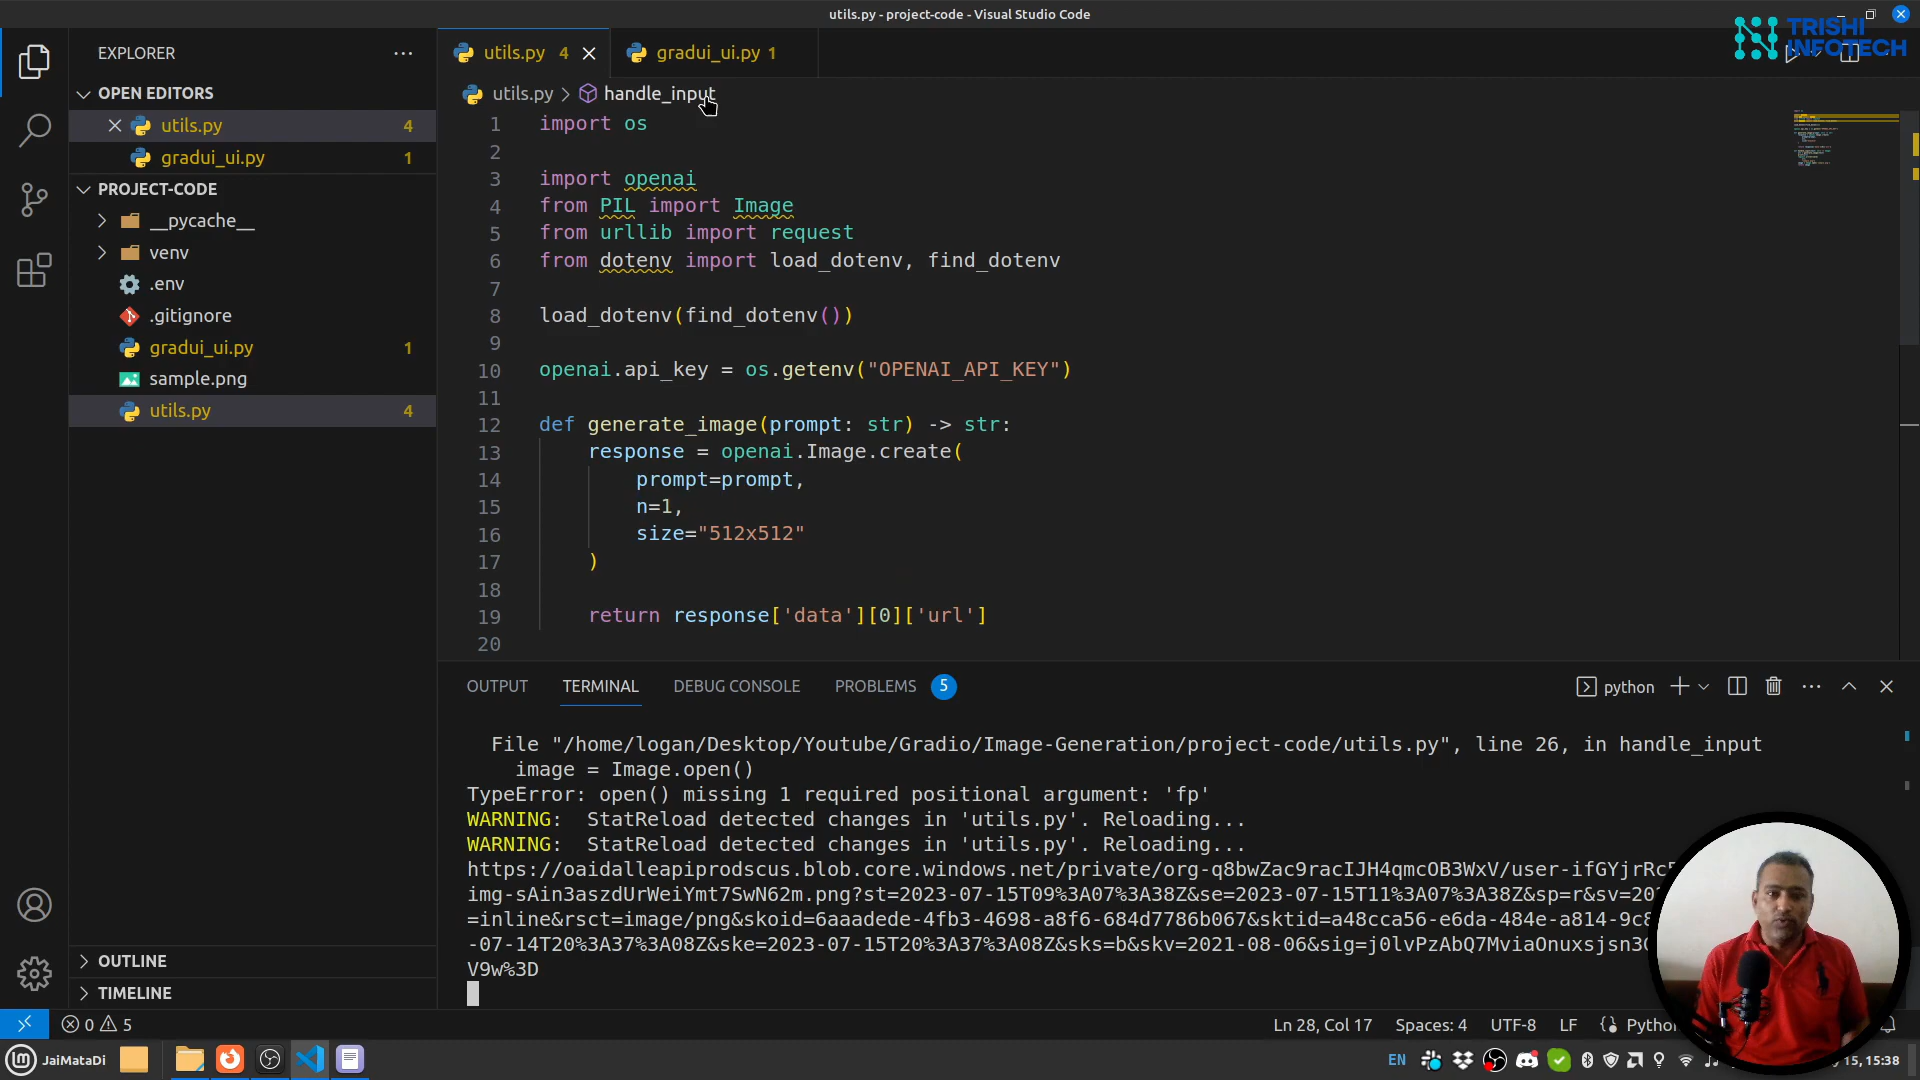 utils.py - project-code - Visual Studio Code
TRISHI
INFOTECH
EXPLORER
OPEN EDITORS
utils.py 4
gradui_ui.py 1
PROJECT-CODE
__pycache__
venv
.env
.gitignore
gradui_ui.py 1
sample.png
utils.py 4
OUTLINE
TIMELINE
utils.py 4
gradui_ui.py 1
utils.py > handle_input
1 import os
2
3 import openai
4 from PIL import Image
5 from urllib import request
6 from dotenv import load_dotenv, find_dotenv
7
8 load_dotenv(find_dotenv())
9
10 openai.api_key = os.getenv("OPENAI_API_KEY")
11
12 def generate_image(prompt: str) -> str:
13 response = openai.Image.create(
14 prompt=prompt,
15 n=1,
16 size="512x512"
17 )
18
19 return response['data'][0]['url']
20
OUTPUT TERMINAL DEBUG CONSOLE PROBLEMS 5
python
File "/home/logan/Desktop/Youtube/Gradio/Image-Generation/project-code/utils.py", line 26, in handle_input
image = Image.open()
TypeError: open() missing 1 required positional argument: 'fp'
WARNING: StatReload detected changes in 'utils.py'. Reloading...
WARNING: StatReload detected changes in 'utils.py'. Reloading...
https://oaidalleapiprodscus.blob.core.windows.net/private/org-q8bwZac9racIJH4qmcOB3WxV/user-ifGYjrRc5
img-sAin3aszdUrWeiYmt7SwN62m.png?st=2023-07-15T09%3A07%3A38Z&se=2023-07-15T11%3A07%3A38Z&sp=r&sv=20
=inline&rsct=image/png&skoid=6aaadede-4fb3-4698-a8f6-684d7786b067&sktid=a48cca56-e6da-484e-a814-9c8
-07-14T20%3A37%3A08Z&ske=2023-07-15T20%3A37%3A08Z&sks=b&skv=2021-08-06&sig=j0lvPzAbQ7MviaOnuxsjsn3
V9w%3D
0 5
Ln 28, Col 17 Spaces: 4 UTF-8 LF Python
JaiMataDi
EN
15, 15:38